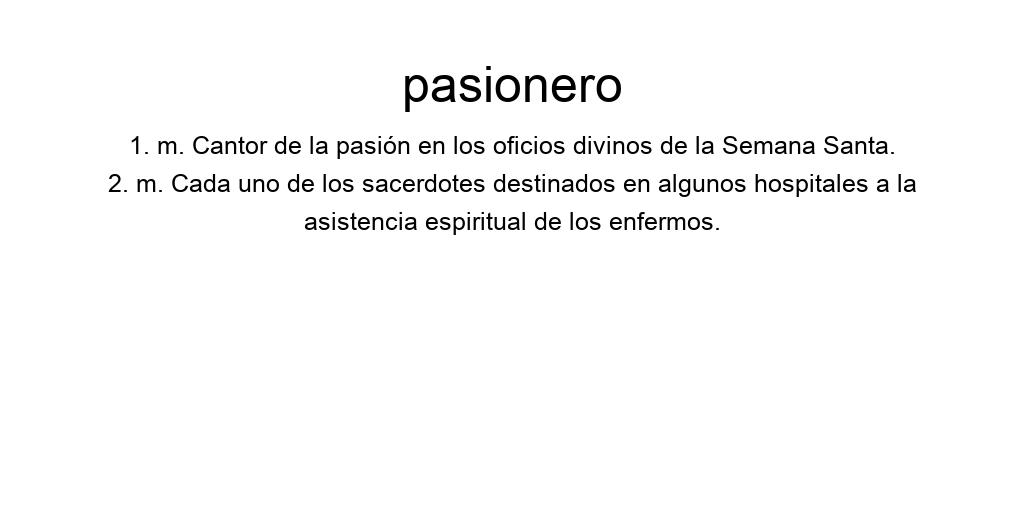 pasionero
1. m. Cantor de la pasión en los oficios divinos de la Semana Santa.
2. m. Cada uno de los sacerdotes destinados en algunos hospitales a la
asistencia espiritual de los enfermos.